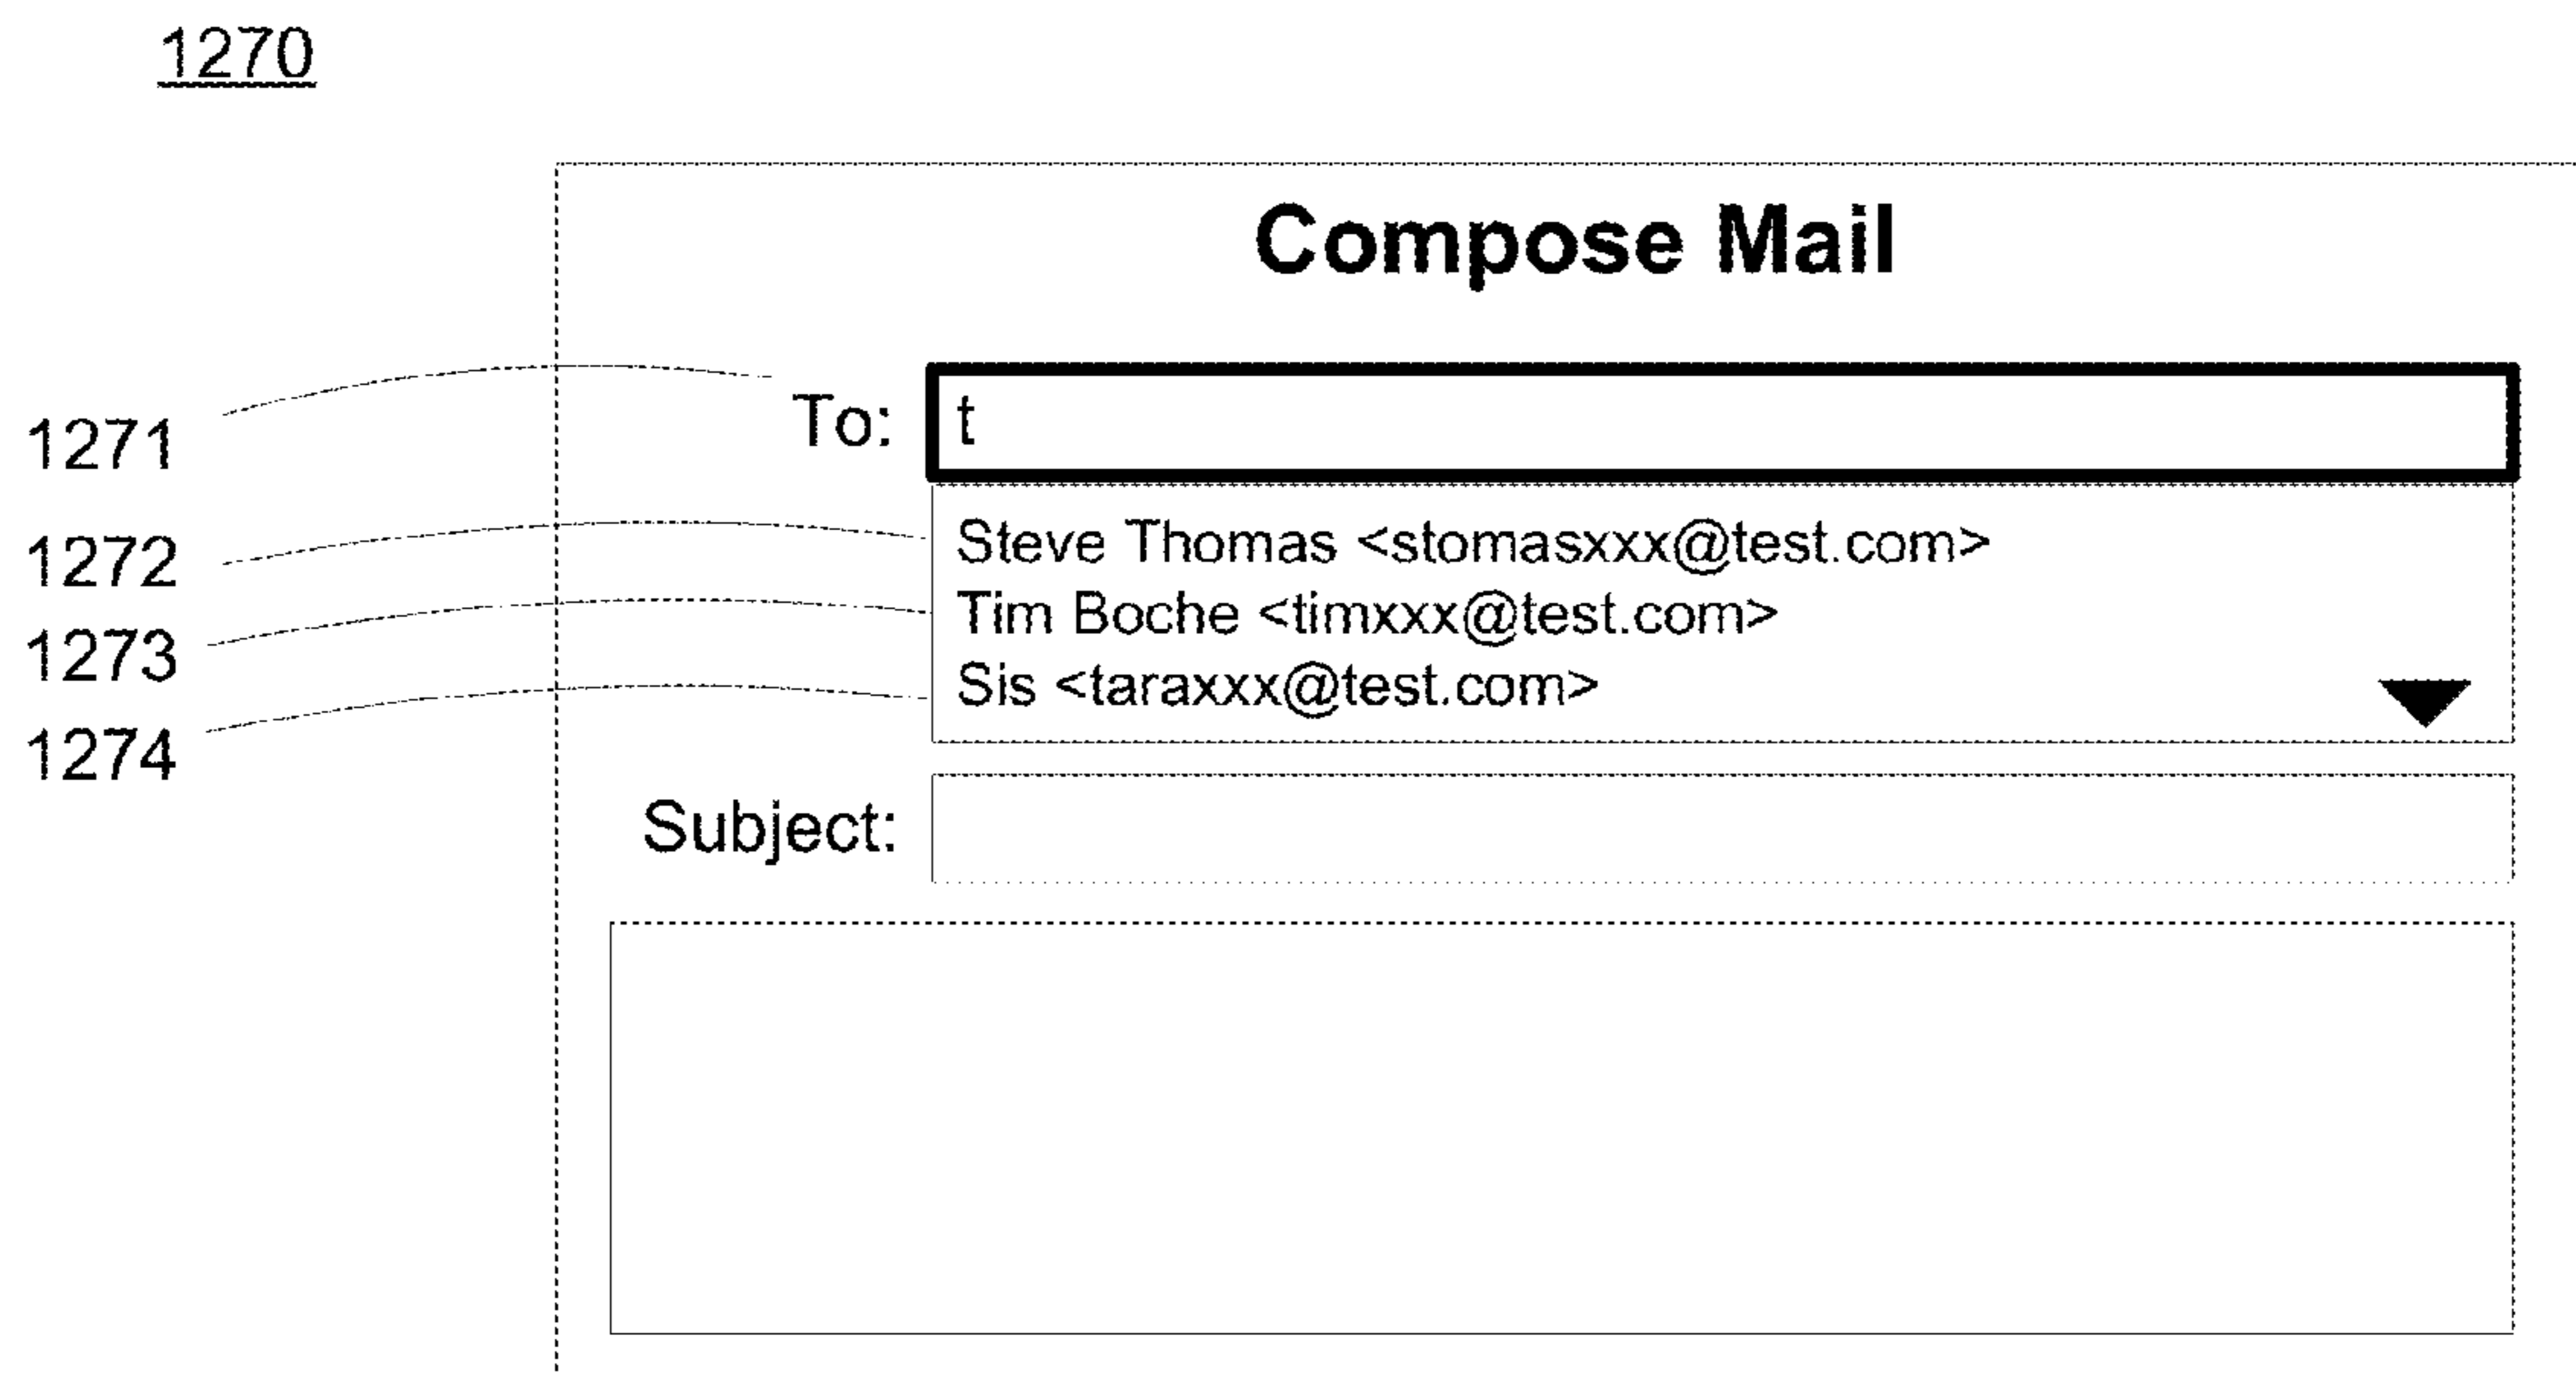 1270
Compose Mail
1271
To: t
1272
Steve Thomas <stomasxxx@test.com>
1273
Tim Boche <timxxx@test.com>
1274
Sis <taraxxx@test.com>
Subject: